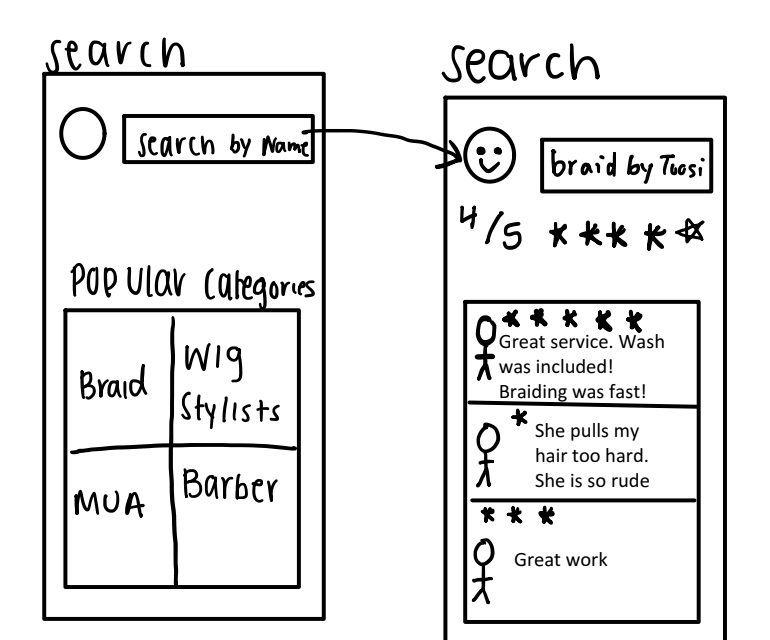 search
search by Name
Popular Categories
Braid
Wig
Stylists
MUA
Barber
search
braid by Tuosi
4/5
Great service. Wash
was included!
Braiding was fast!
She pulls my
hair too hard.
She is so rude
Great work